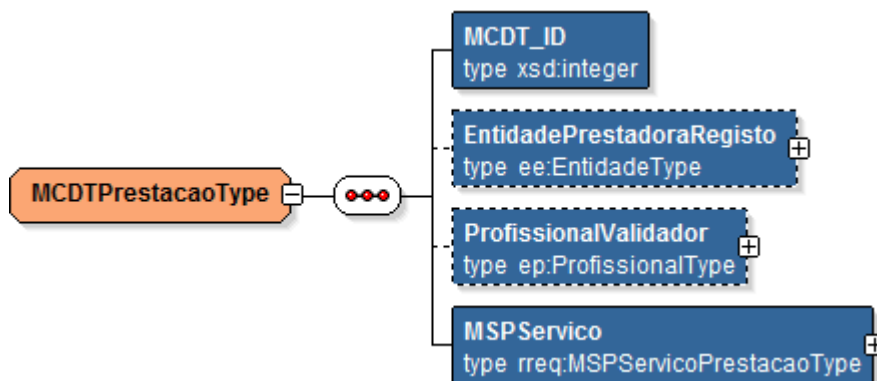 MCDT_ID
type xsd:integer
EntidadePrestadoraRegisto
type ee:EntidadeType
MCDTPrestacaoType
ProfissionalValidador
type ep:ProfissionalType
MSPServico
type rreq:MSPServicoPrestacaoType